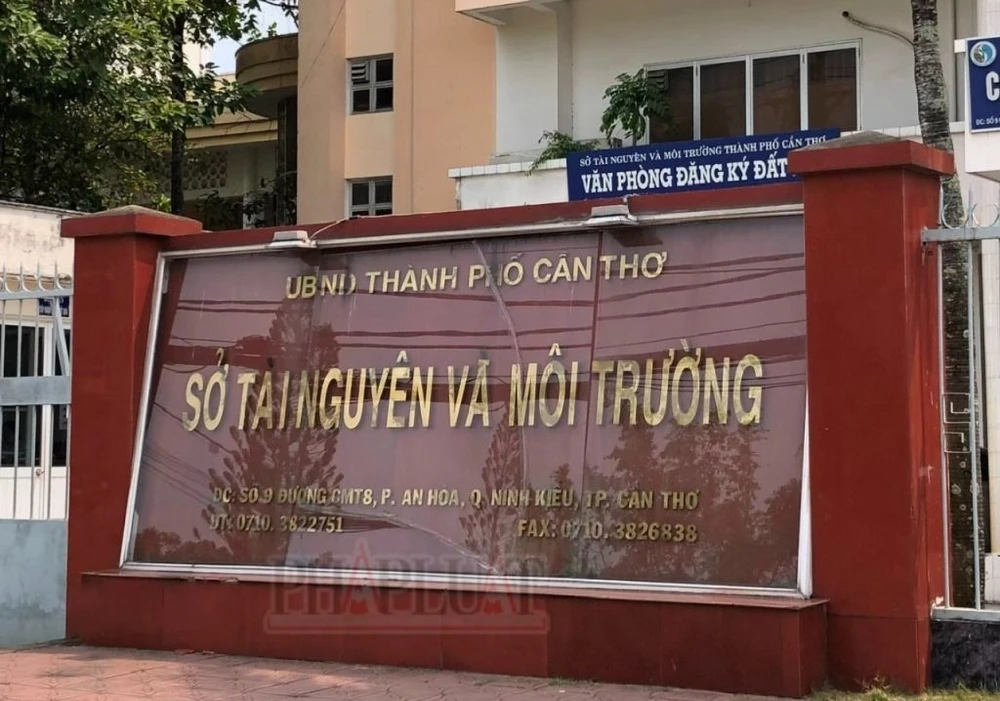 SỞ TÀI NGUYÊN VÀ MÔI TRƯỜNG THÀNH PHỐ CẦN THƠ
VĂN PHÒNG ĐĂNG KÝ ĐẤT
UBND THÀNH PHỐ CẦN THƠ
SỞ TÀI NGUYÊN VÀ MÔI TRƯỜNG
ĐC: SỐ 9 ĐƯỜNG CMT8, P. AN HÒA, Q. NINH KIỀU, TP. CẦN THƠ
ĐT: 0710. 3822751 FAX: 0710. 3826838
PHÁP LUẬT